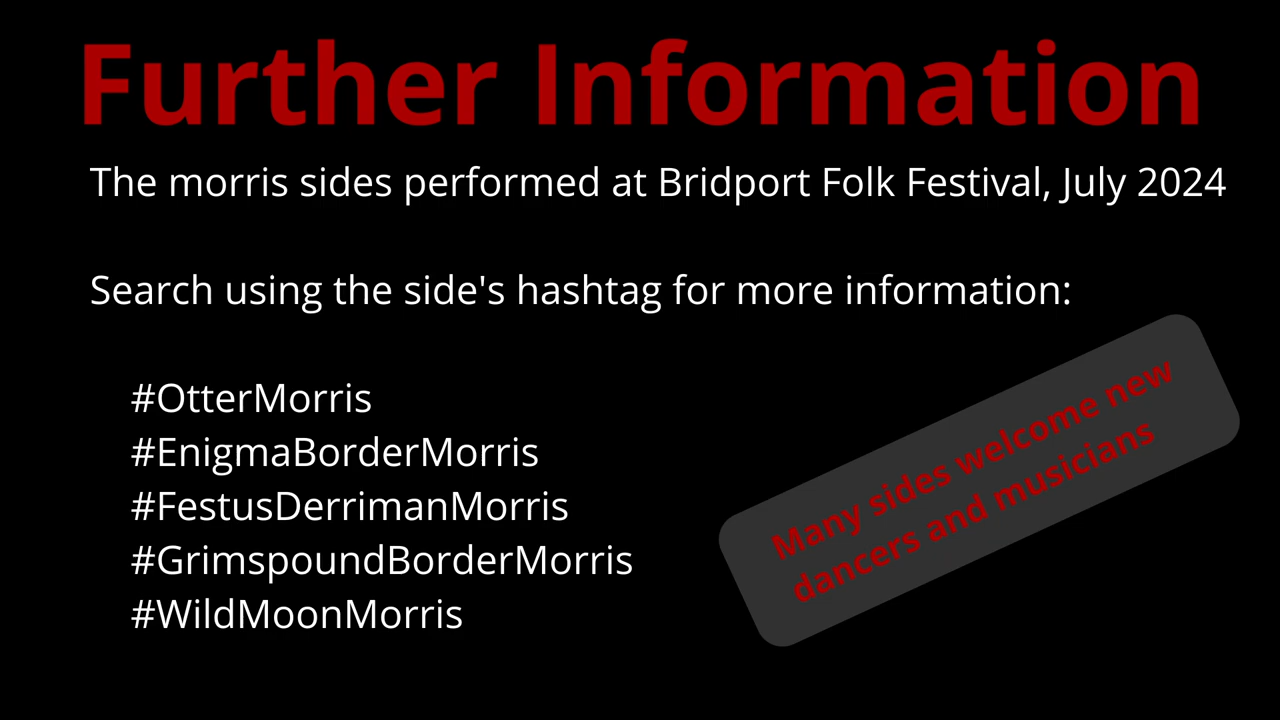 Further Information
The morris sides performed at Bridport Folk Festival, July 2024
Search using the side's hashtag for more information:
#OtterMorris
#EnigmaBorderMorris
#FestusDerrimanMorris
#GrimspoundBorderMorris
#WildMoonMorris
Many sides welcome new
dancers and musicians